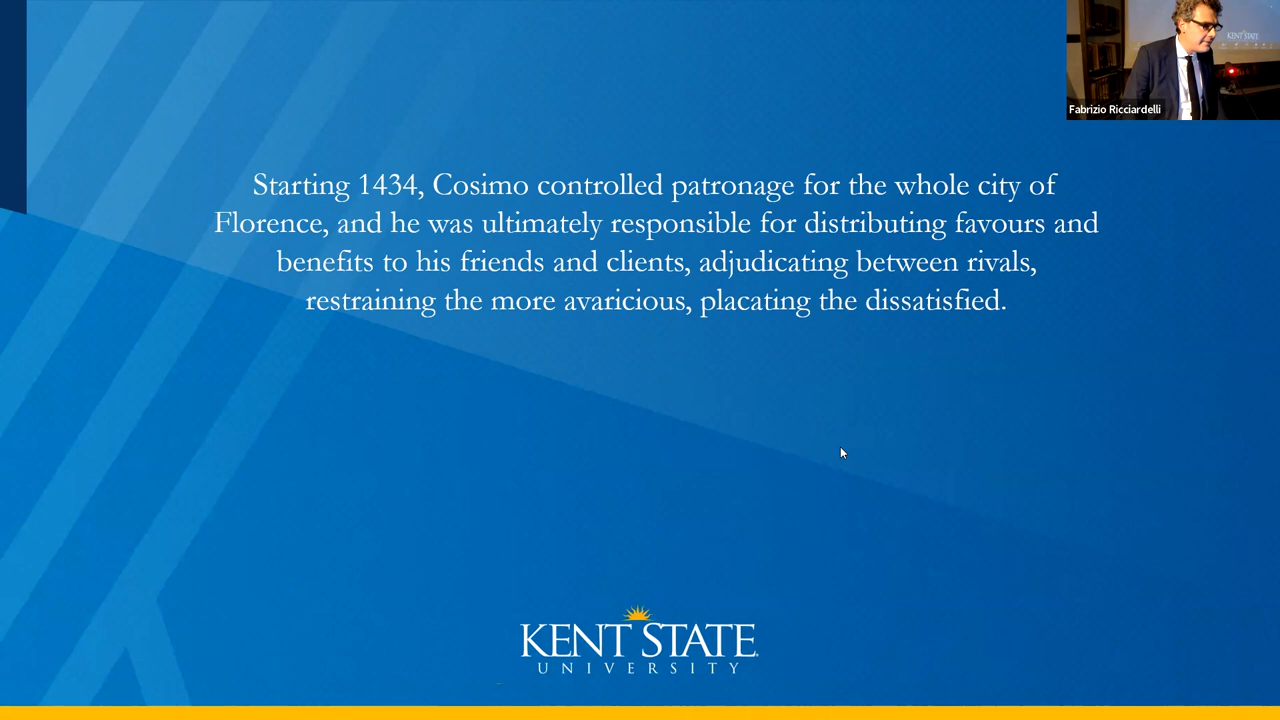 Starting 1434, Cosimo controlled patronage for the whole city of
Florence, and he was ultimately responsible for distributing favours and
benefits to his friends and clients, adjudicating between rivals,
restraining the more avaricious, placating the dissatisfied.
KENT STATE
Fabrizio Ricciardelli
KENT STATE
UNIVERSITY